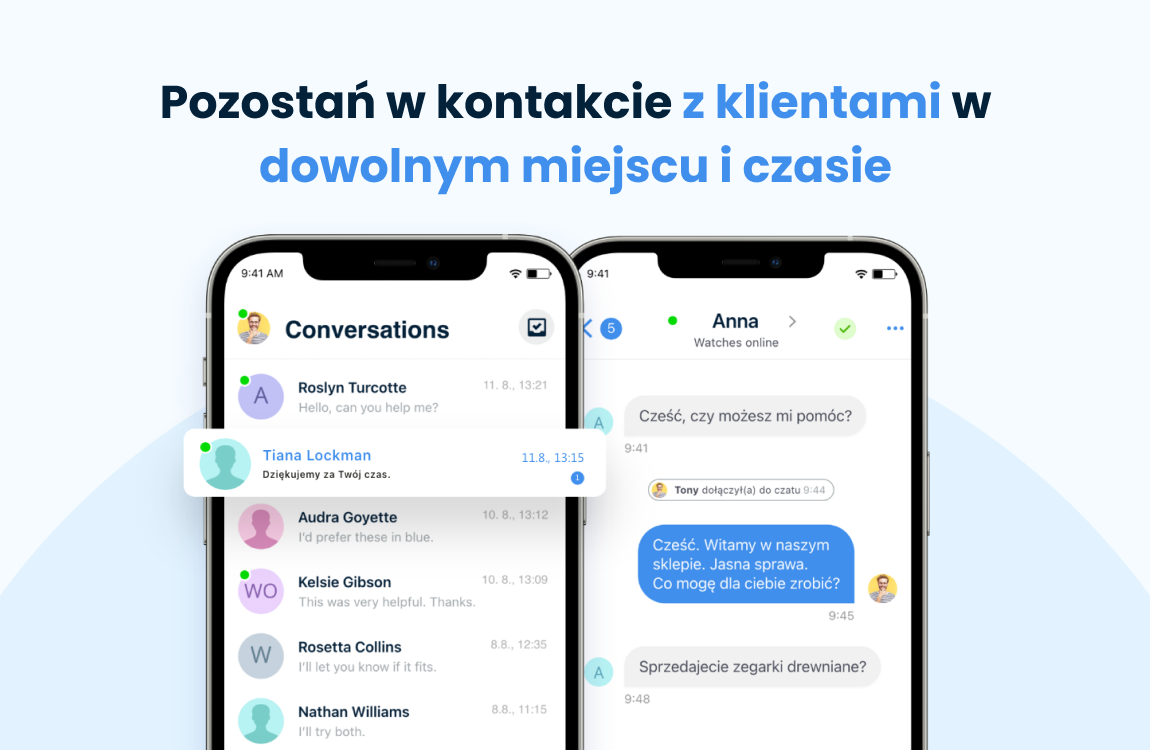 Pozostań w kontakcie z klientami w
dowolnym miejscu i czasie
9:41 AM
Conversations
A
Roslyn Turcotte
11. 8., 13:21
Hello, can you help me?
Tiana Lockman
11.8., 13:15
Dziękujemy za Twój czas.
1
Audra Goyette
10. 8., 13:12
I'd prefer these in blue.
WO
Kelsie Gibson
10. 8., 13:09
This was very helpful. Thanks.
W
Rosetta Collins
8.8., 12:35
I'll let you know if it fits.
Nathan Williams
8.8., 11:15
I'll try both.
9:41
5
Anna
Watches online
A
Cześć, czy możesz mi pomóc?
9:41
Tony dołączył(a) do czatu 9:44
Cześć. Witamy w naszym
sklepie. Jasna sprawa.
Co mogę dla ciebie zrobić?
9:45
A
Sprzedajecie zegarki drewniane?
9:48